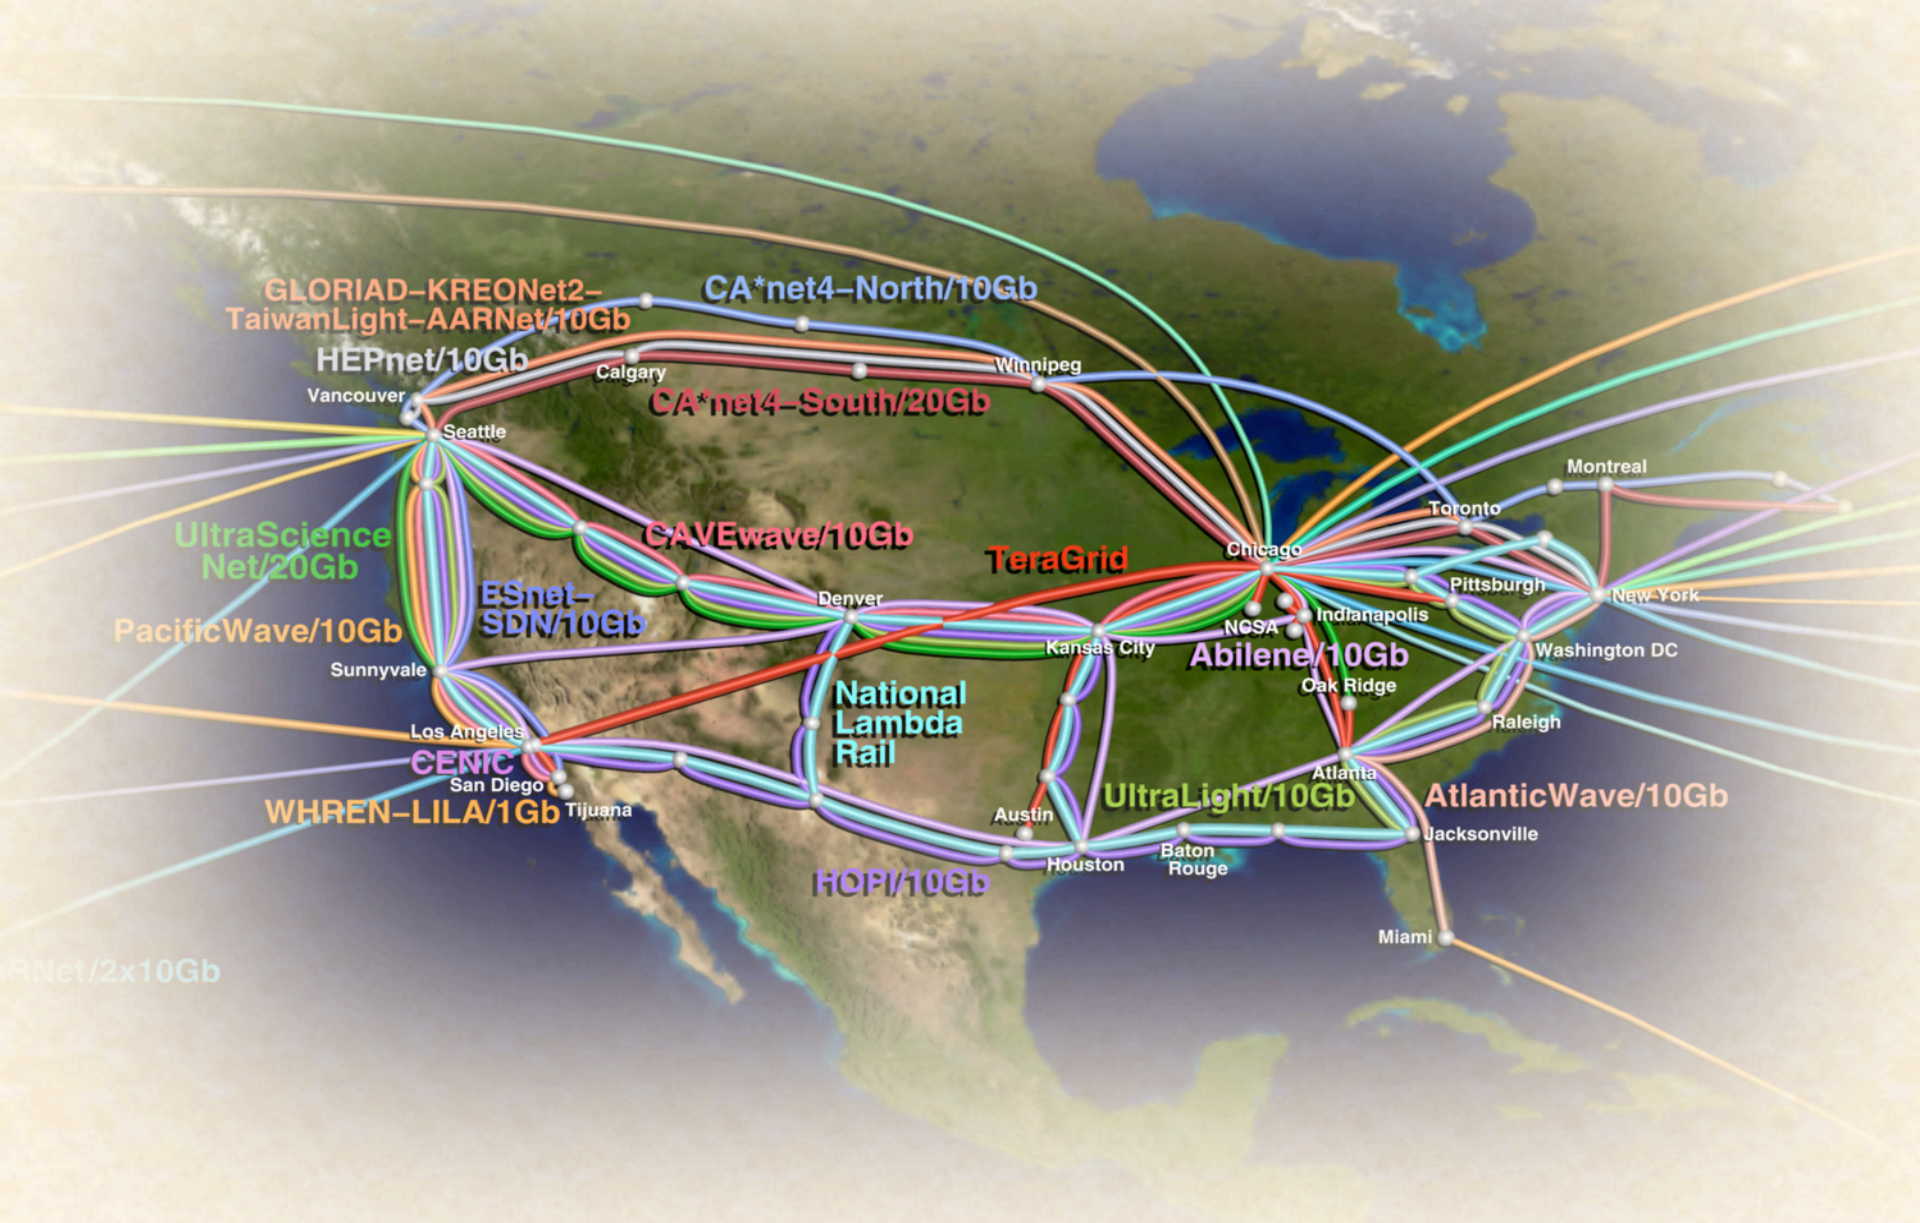 GLORIAD–KREONet2–
TaiwanLight–AARNet/10Gb
CA*net4–North/10Gb
HEPnet/10Gb
Winnipeg
Calgary
Vancouver
CA*net4–South/20Gb
Seattle
Montreal
Toronto
UltraScience
Net/20Gb
CAVEwave/10Gb
TeraGrid
Chicago
Pittsburgh
ESnet–
SDN/10Gb
Denver
New York
Indianapolis
NCSA
PacificWave/10Gb
Kansas City
Abilene/10Gb
Washington DC
Sunnyvale
Oak Ridge
National
Lambda
Rail
Raleigh
Los Angeles
CENIC
San Diego
Atlanta
WHREN–LILA/1Gb
Tijuana
Austin
UltraLight/10Gb
AtlanticWave/10Gb
Jacksonville
Houston
Baton
Rouge
HOPI/10Gb
Miami
RNet/2x10Gb